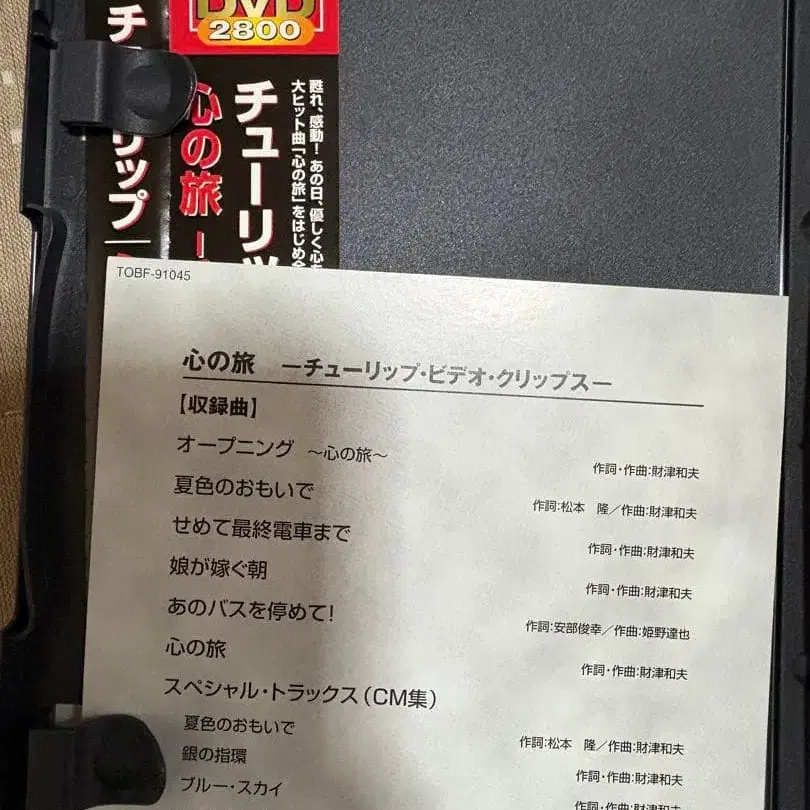 DVD
2800
甦れ、感動！あの日、優しく心
大ヒット曲「心の旅」をはじめ
チューリッ
心の旅 ―
チ
リップ
TOBF-91045
心の旅 ―チューリップ・ビデオ・クリップス―
【収録曲】
オープニング ～心の旅～ 作詞・作曲:財津和夫
夏色のおもいで 作詞:松本 隆／作曲:財津和夫
せめて最終電車まで 作詞・作曲:財津和夫
娘が嫁ぐ朝 作詞・作曲:財津和夫
あのバスを停めて! 作詞:安部俊幸／作曲:姫野達也
心の旅 作詞・作曲:財津和夫
スペシャル・トラックス(CM集)
夏色のおもいで 作詞:松本 隆／作曲:財津和夫
銀の指環 作詞・作曲:財津和夫
ブルー・スカイ 作詞・作曲:財津和夫